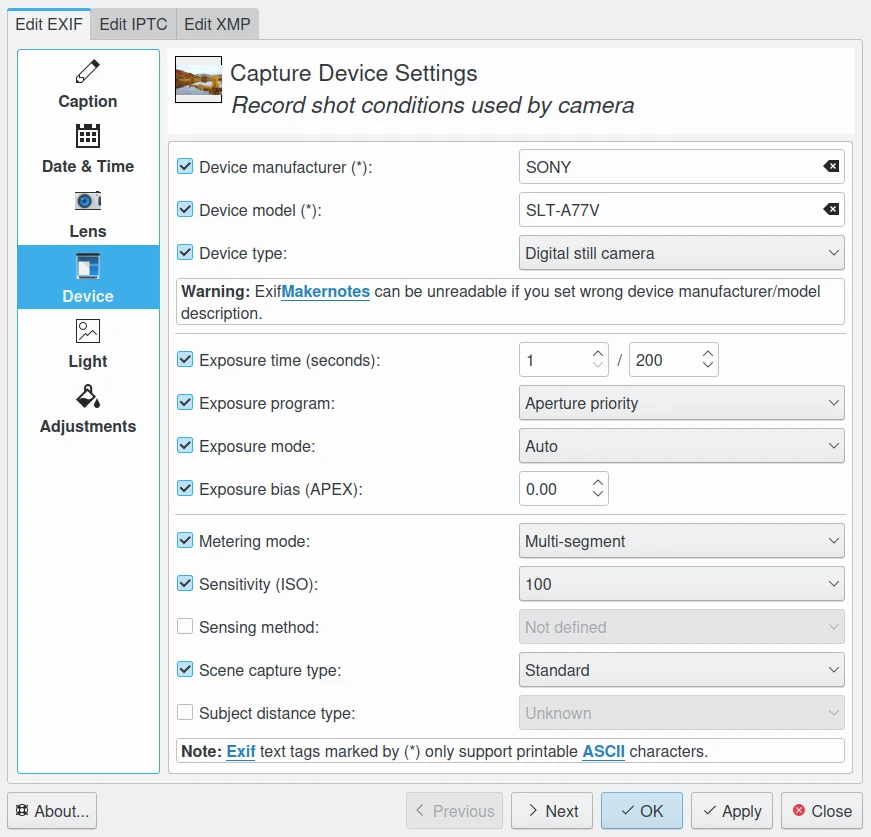 Edit EXIF Edit IPTC Edit XMP
Caption
Date & Time
Lens
Device
Light
Adjustments
Capture Device Settings
Record shot conditions used by camera
Device manufacturer (*): SONY
Device model (*): SLT-A77V
Device type: Digital still camera
Warning: ExifMakernotes can be unreadable if you set wrong device manufacturer/model
description.
Exposure time (seconds): 1 / 200
Exposure program: Aperture priority
Exposure mode: Auto
Exposure bias (APEX): 0.00
Metering mode: Multi-segment
Sensitivity (ISO): 100
Sensing method: Not defined
Scene capture type: Standard
Subject distance type: Unknown
Note: Exif text tags marked by (*) only support printable ASCII characters.
About... Previous Next OK Apply Close